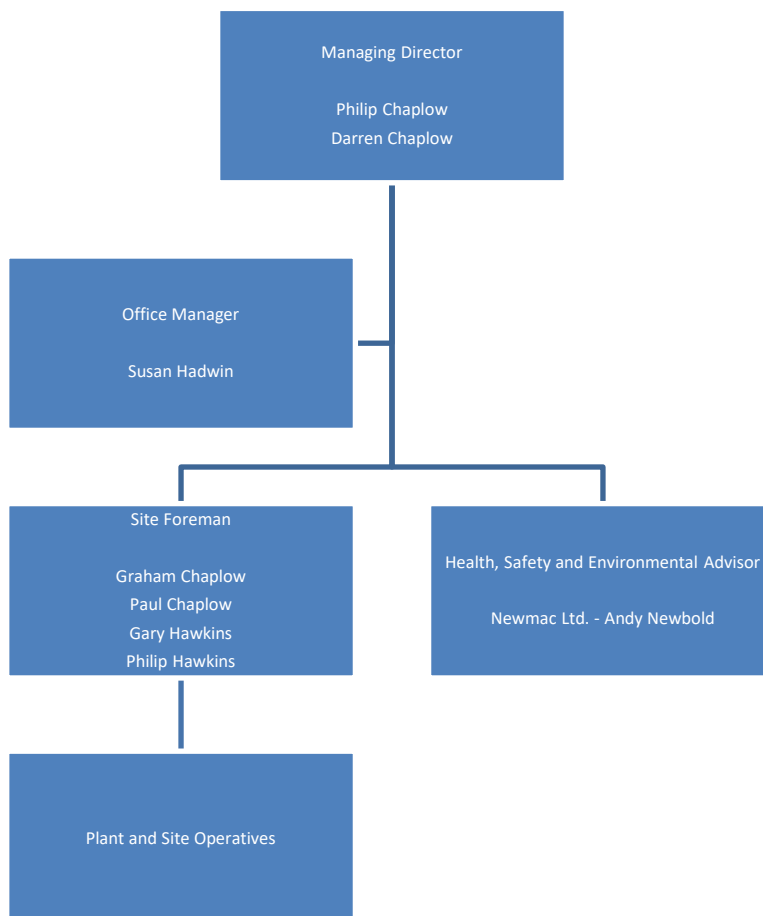 Managing Director
Philip Chaplow
Darren Chaplow
Office Manager
Susan Hadwin
Site Foreman
Graham Chaplow
Paul Chaplow
Gary Hawkins
Philip Hawkins
Health, Safety and Environmental Advisor
Newmac Ltd. - Andy Newbold
Plant and Site Operatives